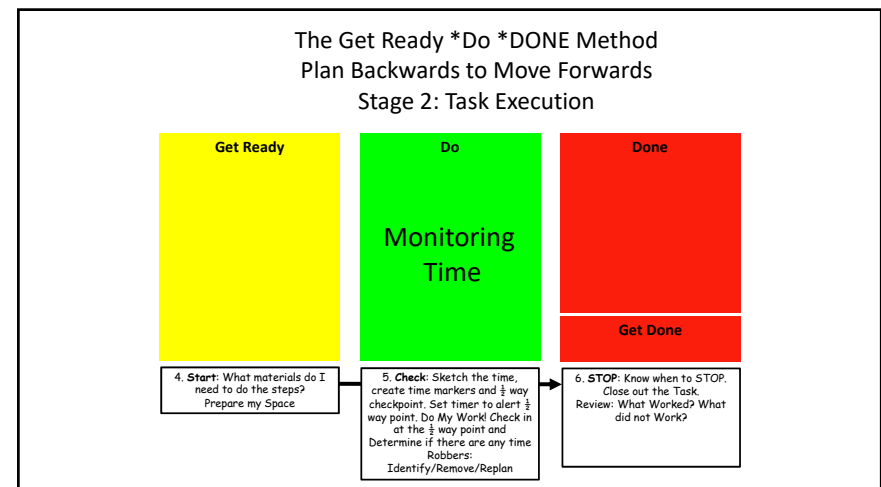 The Get Ready *Do *DONE Method
Plan Backwards to Move Forwards
Stage 2: Task Execution
Get Ready
Do
Done
Monitoring
Time
Get Done
4. Start: What materials do I
need to do the steps?
Prepare my Space
5. Check: Sketch the time,
create time markers and ½ way
checkpoint. Set timer to alert ½
way point. Do My Work! Check in
at the ½ way point and
Determine if there are any time
Robbers:
Identify/Remove/Replan
6. STOP: Know when to STOP.
Close out the Task.
Review: What Worked? What
did not Work?